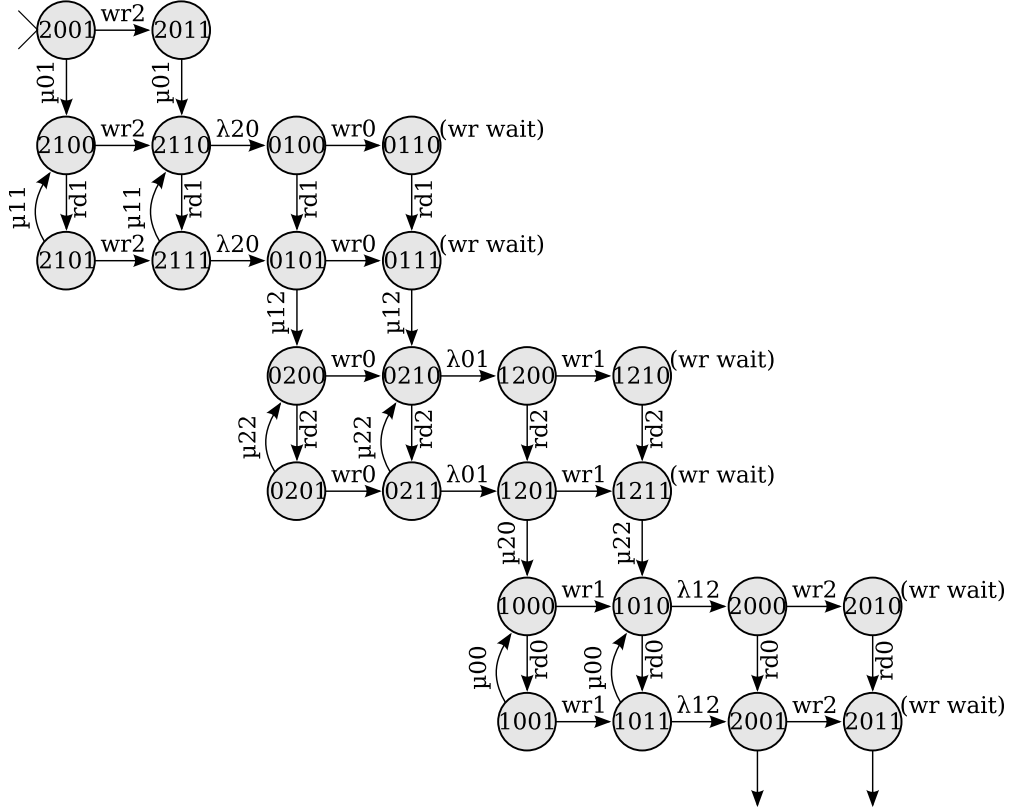 wr2
2001 2011
µ01 µ01
wr2 λ20 wr0 (wr wait)
2100 2110 0100 0110
µ11 rd1 µ11 rd1 rd1 rd1
wr2 λ20 wr0 (wr wait)
2101 2111 0101 0111
µ12 µ12
wr0 λ01 wr1 (wr wait)
0200 0210 1200 1210
µ22 rd2 µ22 rd2 rd2 rd2
wr0 λ01 wr1 (wr wait)
0201 0211 1201 1211
µ20 µ22
wr1 λ12 wr2 (wr wait)
1000 1010 2000 2010
µ00 rd0 µ00 rd0 rd0 rd0
wr1 λ12 wr2 (wr wait)
1001 1011 2001 2011